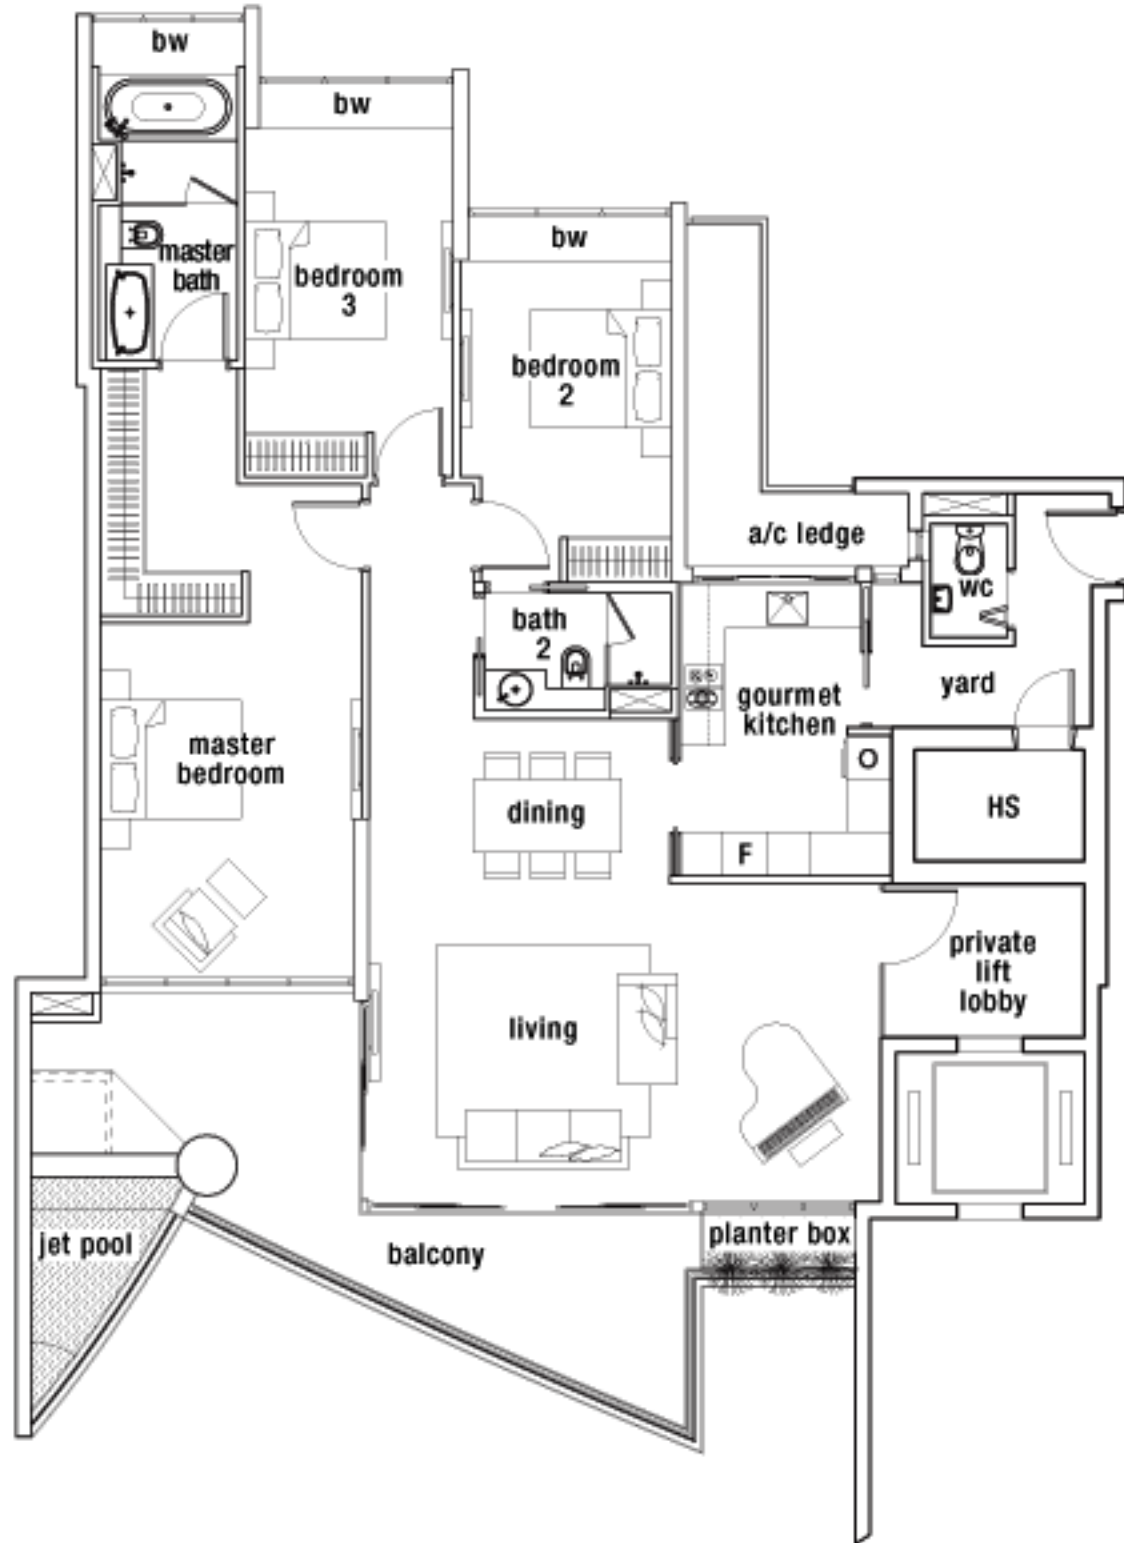 bw
bw
bw
master
bath
bedroom
3
bedroom
2
a/c ledge
wc
bath
2
yard
gourmet
kitchen
master
bedroom
dining
O
F
HS
private
lift
lobby
living
jet pool
balcony
planter box